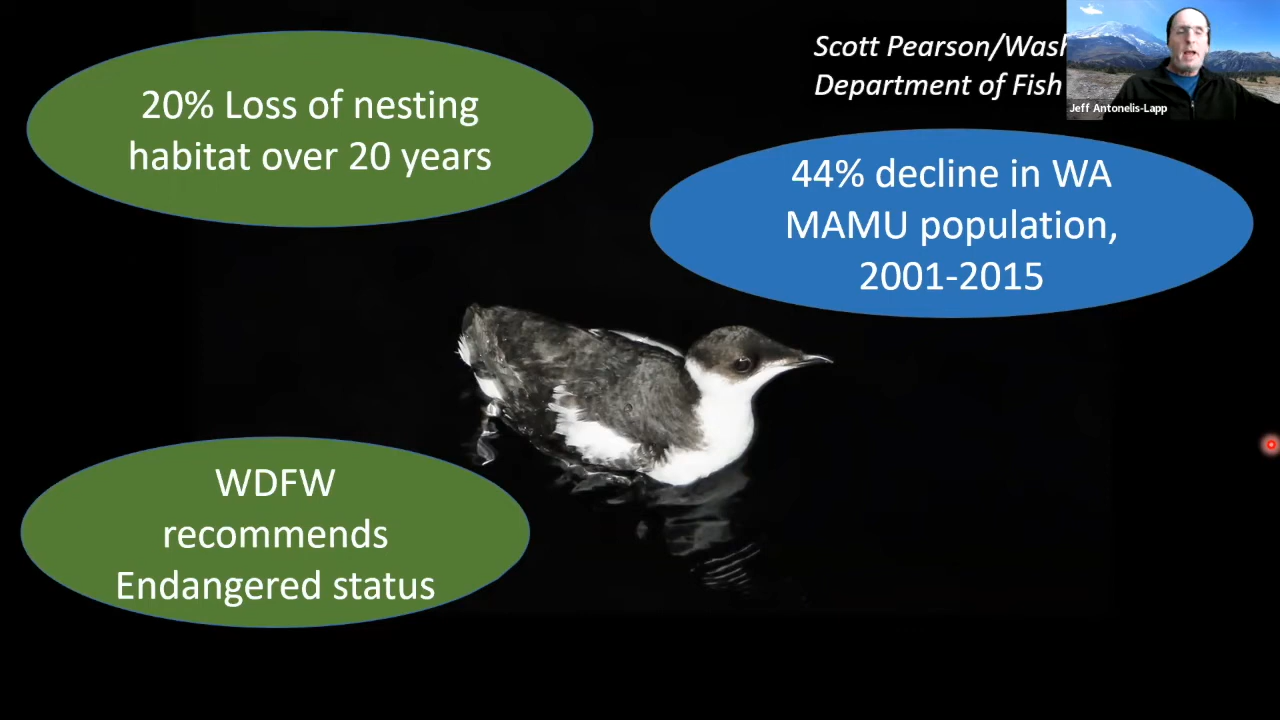 20% Loss of nesting
habitat over 20 years
Scott Pearson/Wash
Department of Fish
Jeff Antonelis-Lapp
44% decline in WA
MAMU population,
2001-2015
WDFW
recommends
Endangered status